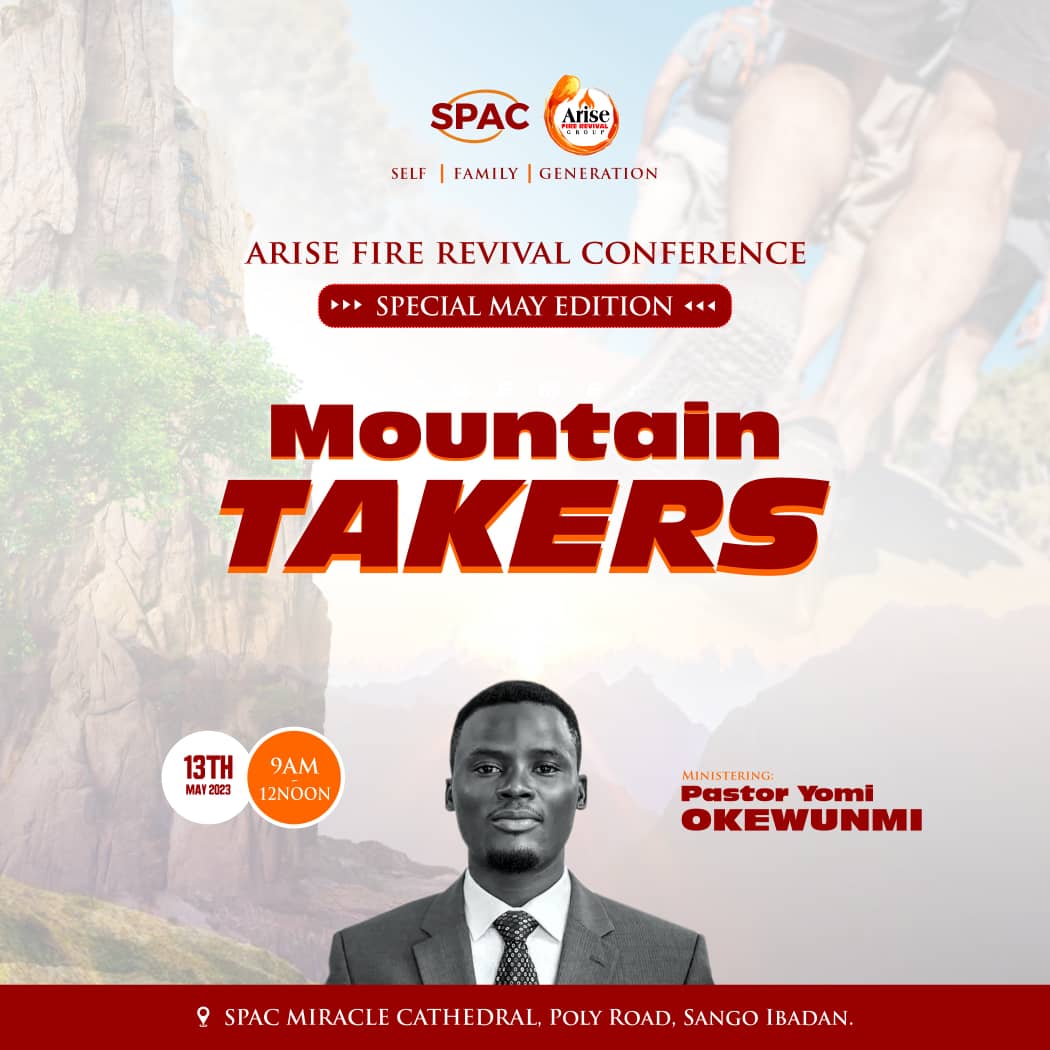 SPAC
Arise
FIRE REVIVAL
GROUP
SELF | FAMILY | GENERATION
ARISE FIRE REVIVAL CONFERENCE
SPECIAL MAY EDITION
Mountain
TAKERS
13TH
MAY 2023
9AM
-
12NOON
MINISTERING:
Pastor Yomi
OKEWUNMI
SPAC MIRACLE CATHEDRAL, POLY ROAD, SANGO IBADAN.